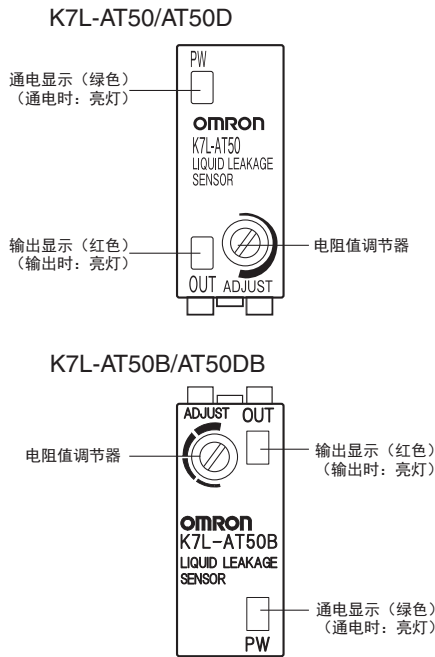 K7L-AT50/AT50D
PW
通电显示（绿色）
（通电时：亮灯）
OMRON
K7L-AT50
LIQUID LEAKAGE
SENSOR
输出显示（红色）
（输出时：亮灯）
电阻值调节器
OUT ADJUST
K7L-AT50B/AT50DB
ADJUST OUT
电阻值调节器
输出显示（红色）
（输出时：亮灯）
OMRON
K7L-AT50B
LIQUID LEAKAGE
SENSOR
通电显示（绿色）
（通电时：亮灯）
PW